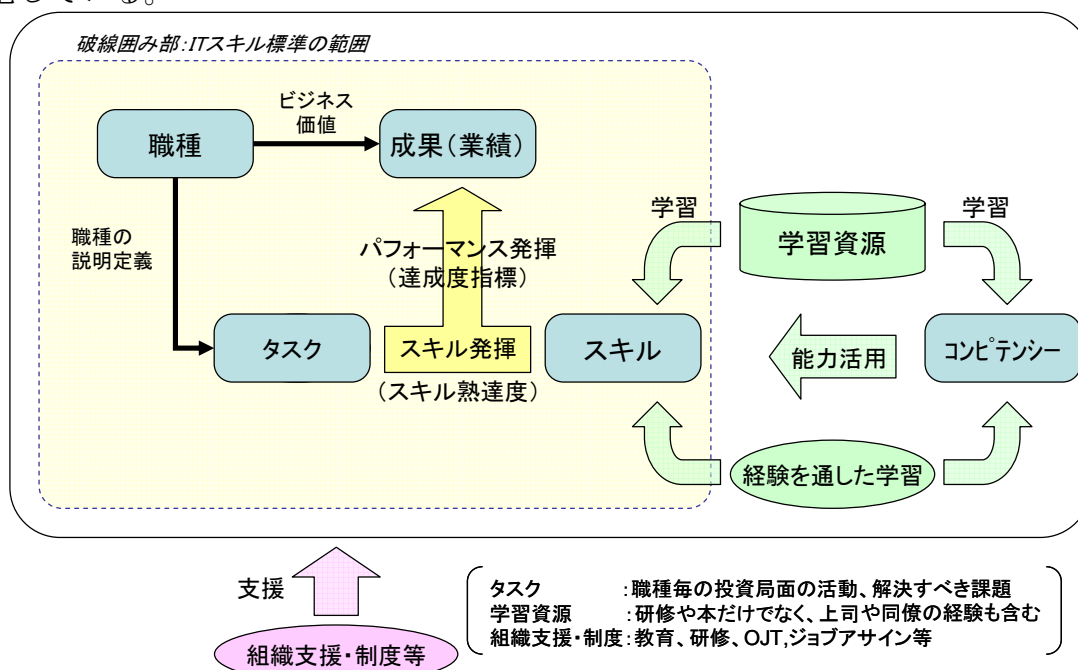 破線囲み部:ITスキル標準の範囲
ビジネス
価値
職種
成果(業績)
学習
学習
学習資源
職種の
説明定義
パフォーマンス発揮
(達成度指標)
タスク
スキル発揮
スキル
能力活用
コンピテンシー
(スキル熟達度)
経験を通した学習
支援
タスク :職種毎の投資局面の活動、解決すべき課題
学習資源 :研修や本だけでなく、上司や同僚の経験も含む
組織支援・制度:教育、研修、OJT,ジョブアサイン等
組織支援・制度等